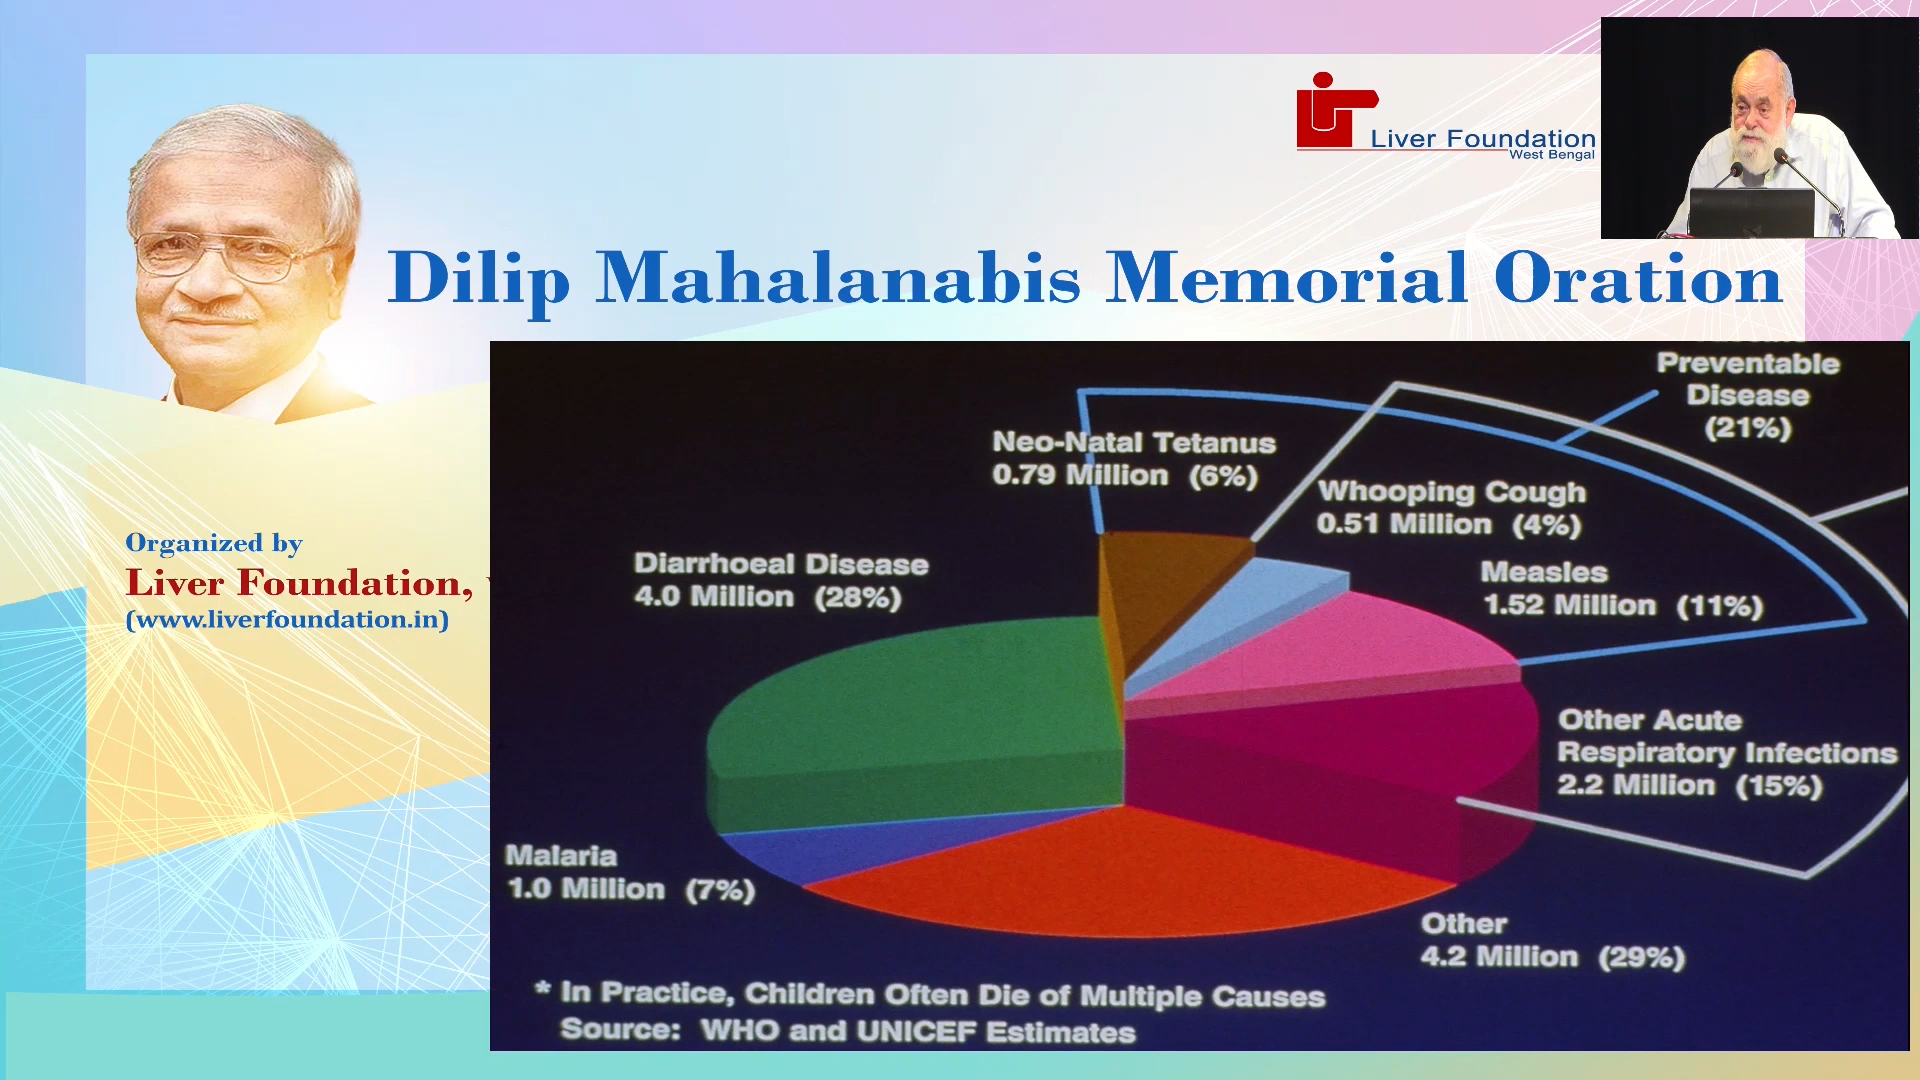 Liver Foundation
West Bengal
Dilip Mahalanabis Memorial Oration
Organized by
Liver Foundation,
(www.liverfoundation.in)
Preventable
Disease
(21%)
Neo-Natal Tetanus
0.79 Million (6%)
Whooping Cough
0.51 Million (4%)
Diarrhoeal Disease
4.0 Million (28%)
Measles
1.52 Million (11%)
Other Acute
Respiratory Infections
2.2 Million (15%)
Malaria
1.0 Million (7%)
Other
4.2 Million (29%)
* In Practice, Children Often Die of Multiple Causes
Source: WHO and UNICEF Estimates